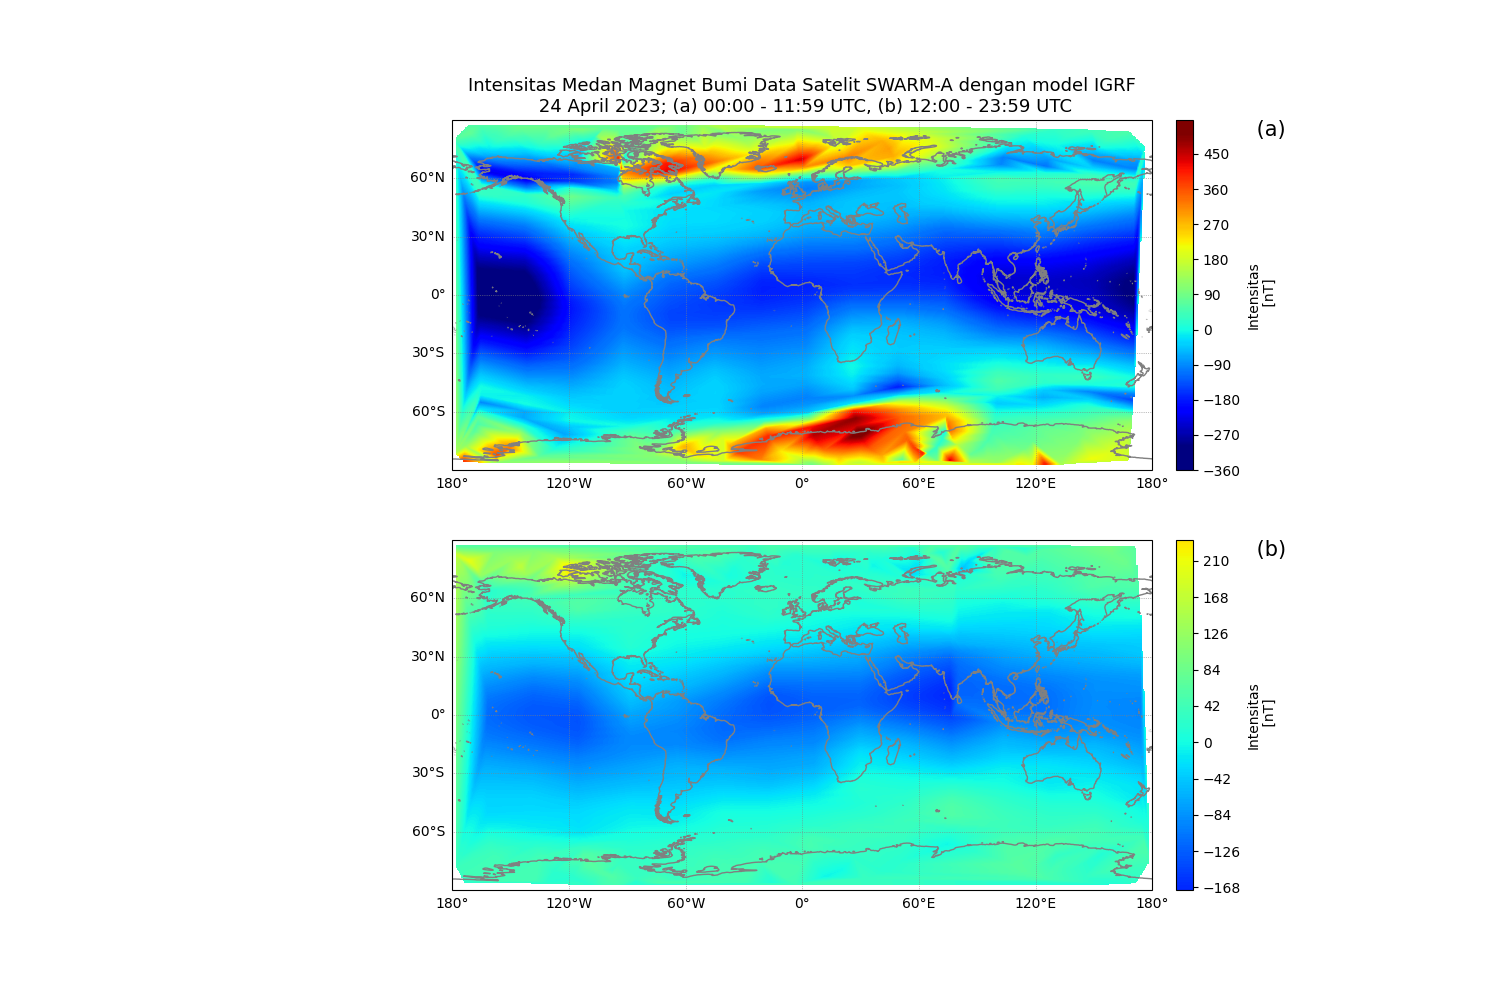 Intensitas Medan Magnet Bumi Data Satelit SWARM-A dengan model IGRF
24 April 2023; (a) 00:00 - 11:59 UTC, (b) 12:00 - 23:59 UTC
(a)
60°N
30°N
0°
30°S
60°S
180°
120°W
60°W
0°
60°E
120°E
180°
450
360
270
180
90
0
−90
−180
−270
−360
Intensitas
[nT]
(b)
60°N
30°N
0°
30°S
60°S
180°
120°W
60°W
0°
60°E
120°E
180°
210
168
126
84
42
0
−42
−84
−126
−168
Intensitas
[nT]